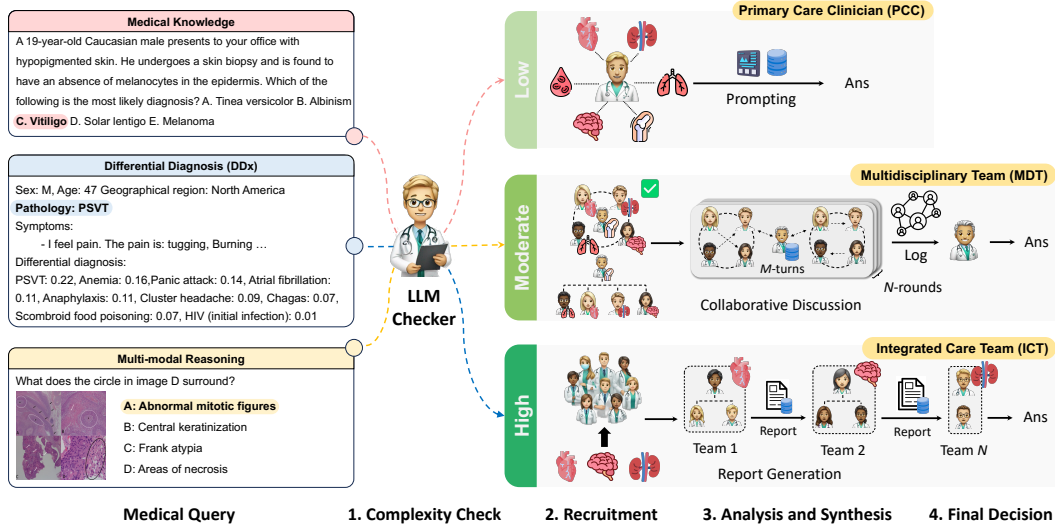 Medical Knowledge
A 19-year-old Caucasian male presents to your office with
hypopigmented skin. He undergoes a skin biopsy and is found to
have an absence of melanocytes in the epidermis. Which of the
following is the most likely diagnosis? A. Tinea versicolor B. Albinism
C. Vitiligo D. Solar lentigo E. Melanoma
Differential Diagnosis (DDx)
Sex: M, Age: 47 Geographical region: North America
Pathology: PSVT
Symptoms:
- I feel pain. The pain is: tugging, Burning …
Differential diagnosis:
PSVT: 0.22, Anemia: 0.16,Panic attack: 0.14, Atrial fibrillation:
0.11, Anaphylaxis: 0.11, Cluster headache: 0.09, Chagas: 0.07,
Scombroid food poisoning: 0.07, HIV (initial infection): 0.01
Multi-modal Reasoning
What does the circle in image D surround?
A: Abnormal mitotic figures
B: Central keratinization
C: Frank atypia
D: Areas of necrosis
LLM
Checker
Low
Primary Care Clinician (PCC)
Prompting
Ans
Moderate
Multidisciplinary Team (MDT)
M-turns
Collaborative Discussion
N-rounds
Log
Ans
High
Integrated Care Team (ICT)
Team 1
Report
Team 2
Report
Team N
Report Generation
Ans
Medical Query
1. Complexity Check
2. Recruitment
3. Analysis and Synthesis
4. Final Decision